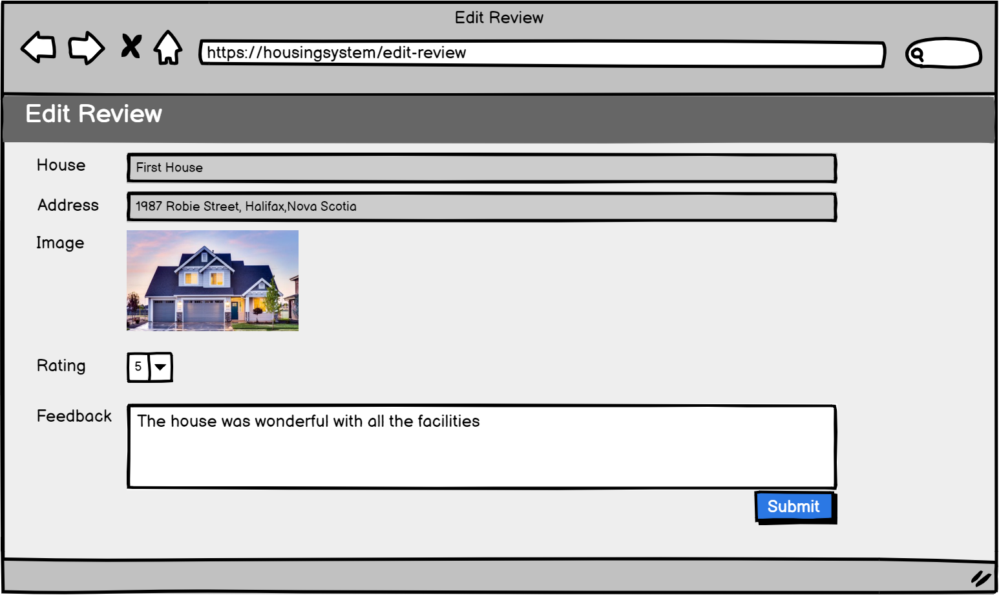 Edit Review
https://housingsystem/edit-review
Edit Review
House
First House
Address
1987 Robie Street, Halifax,Nova Scotia
Image
Rating
5
Feedback
The house was wonderful with all the facilities
Submit